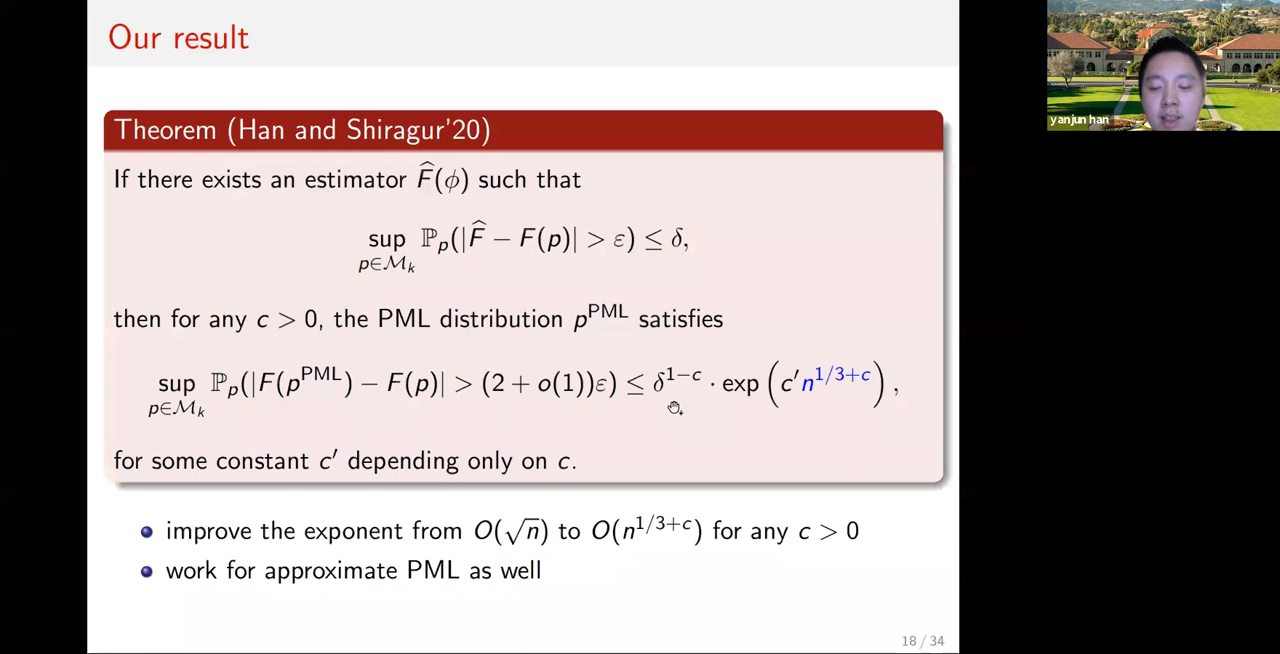 Our result
Theorem (Han and Shiragur'20)
If there exists an estimator F̂(ϕ) such that
sup_{p∈ℳ_k} ℙ_p(|F̂ − F(p)| > ε) ≤ δ,
then for any c > 0, the PML distribution p^{PML} satisfies
sup_{p∈ℳ_k} ℙ_p(|F(p^{PML}) − F(p)| > (2 + o(1))ε) ≤ δ^{1−c} · exp(c′n^{1/3+c}),
for some constant c′ depending only on c.
improve the exponent from O(√n) to O(n^{1/3+c}) for any c > 0
work for approximate PML as well
18 / 34
yanjun han